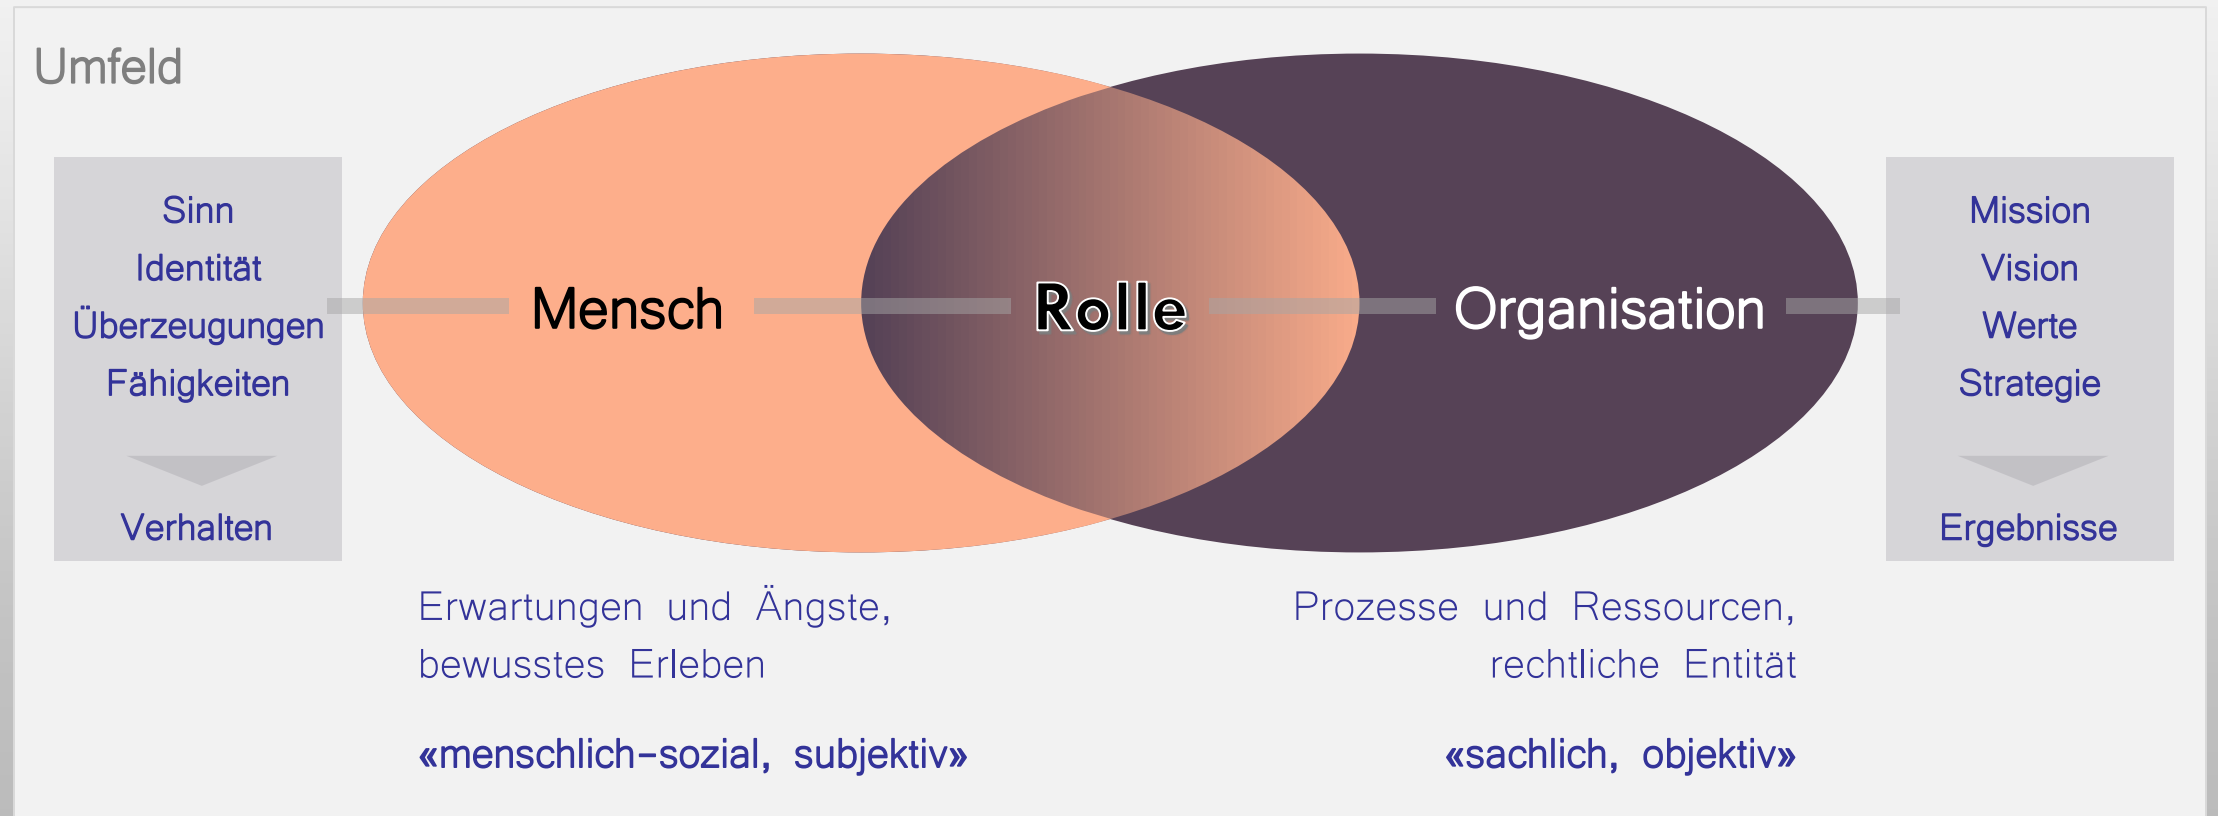 Umfeld
Sinn
Identität
Überzeugungen
Fähigkeiten
Verhalten
Mensch
Rolle
Organisation
Mission
Vision
Werte
Strategie
Ergebnisse
Erwartungen und Ängste,
bewusstes Erleben
«menschlich-sozial, subjektiv»
Prozesse und Ressourcen,
rechtliche Entität
«sachlich, objektiv»